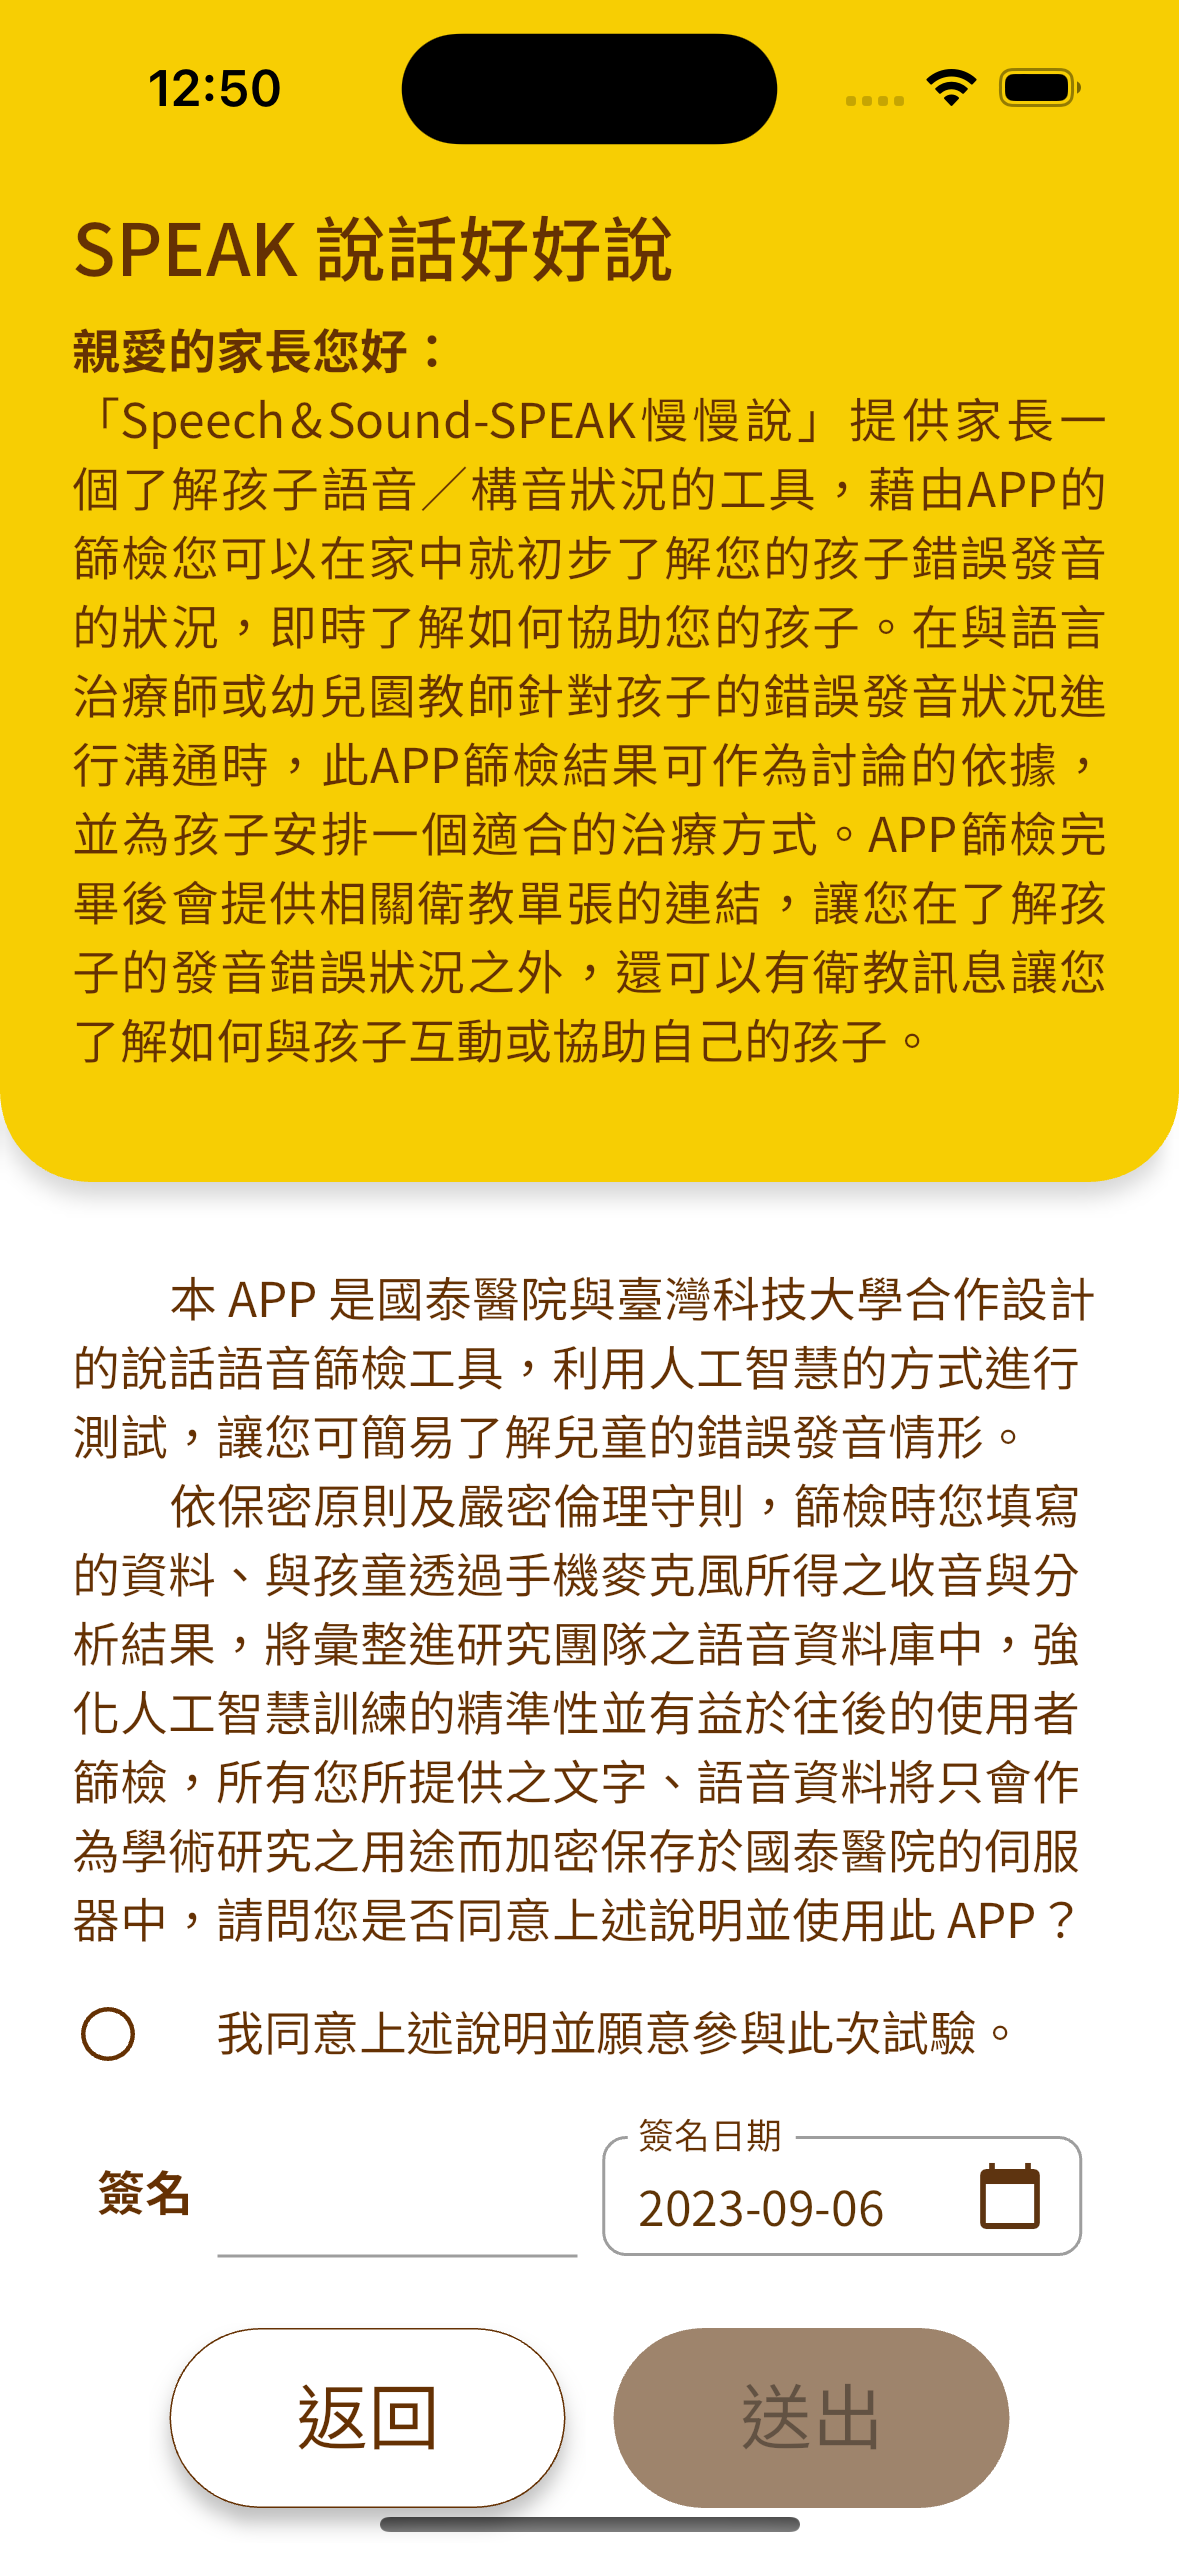 12:50
SPEAK 說話好好說
親愛的家長您好：
「Speech&Sound-SPEAK慢慢說」提供家長一
個了解孩子語音／構音狀況的工具，藉由APP的
篩檢您可以在家中就初步了解您的孩子錯誤發音
的狀況，即時了解如何協助您的孩子。在與語言
治療師或幼兒園教師針對孩子的錯誤發音狀況進
行溝通時，此APP篩檢結果可作為討論的依據，
並為孩子安排一個適合的治療方式。APP篩檢完
畢後會提供相關衛教單張的連結，讓您在了解孩
子的發音錯誤狀況之外，還可以有衛教訊息讓您
了解如何與孩子互動或協助自己的孩子。
本 APP 是國泰醫院與臺灣科技大學合作設計
的說話語音篩檢工具，利用人工智慧的方式進行
測試，讓您可簡易了解兒童的錯誤發音情形。
依保密原則及嚴密倫理守則，篩檢時您填寫
的資料、與孩童透過手機麥克風所得之收音與分
析結果，將彙整進研究團隊之語音資料庫中，強
化人工智慧訓練的精準性並有益於往後的使用者
篩檢，所有您所提供之文字、語音資料將只會作
為學術研究之用途而加密保存於國泰醫院的伺服
器中，請問您是否同意上述說明並使用此 APP？
我同意上述說明並願意參與此次試驗。
簽名日期
簽名
2023-09-06
返回
送出